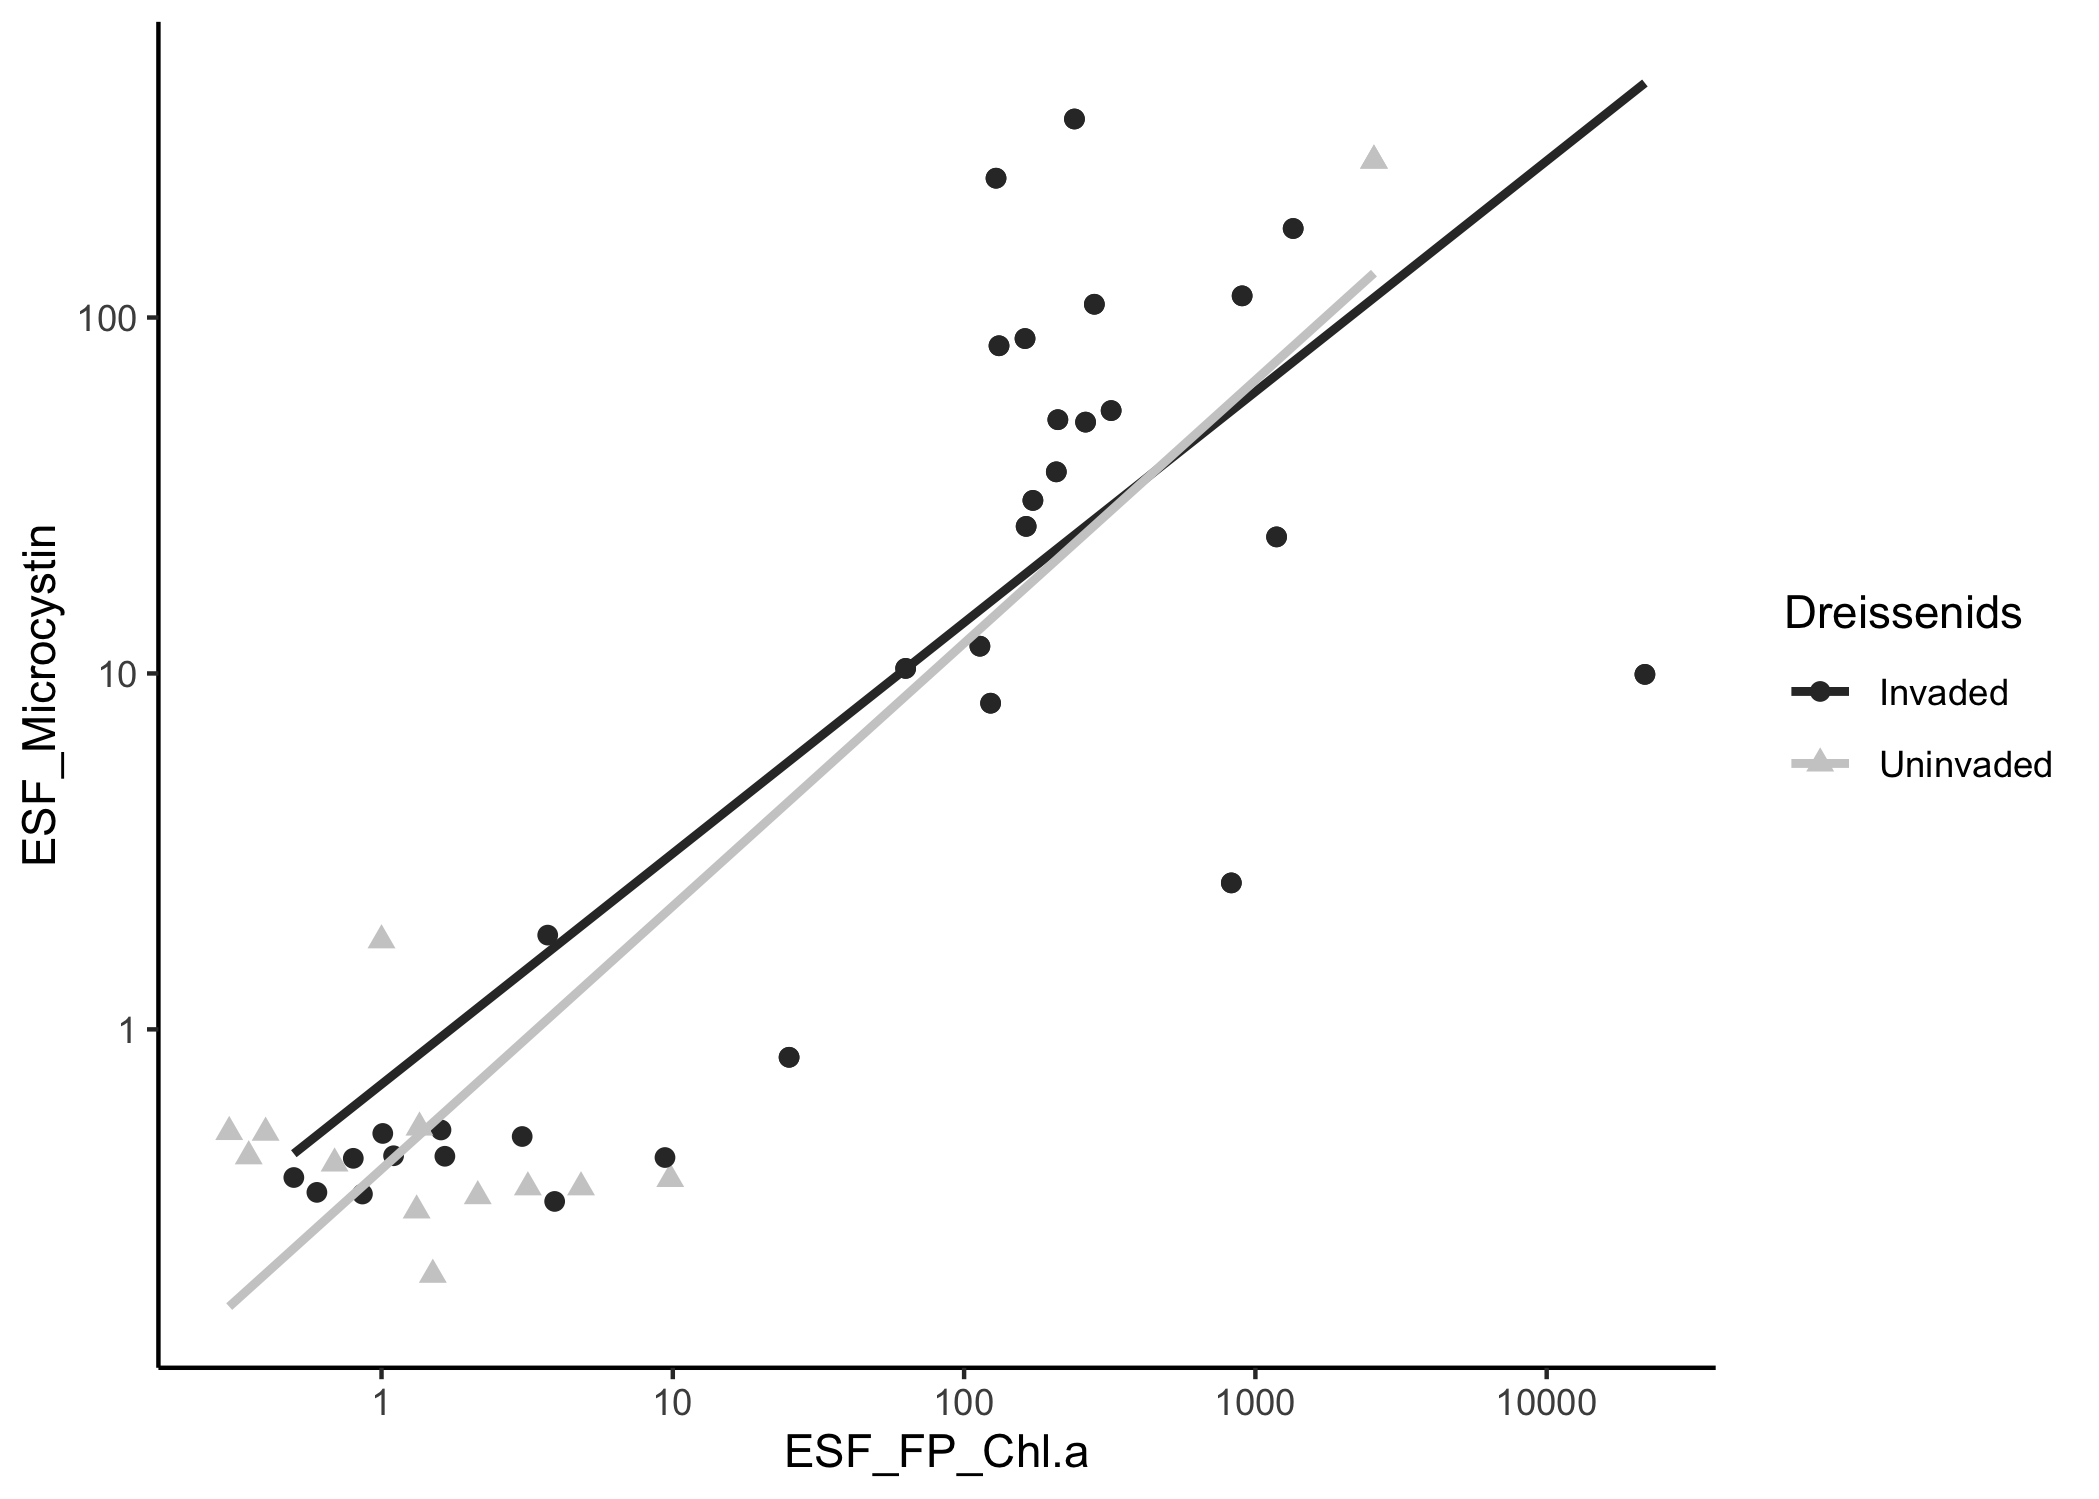 100
10
1
ESF_Microcystin
1 10 100 1000 10000
ESF_FP_Chl.a
Dreissenids
Invaded
Uninvaded